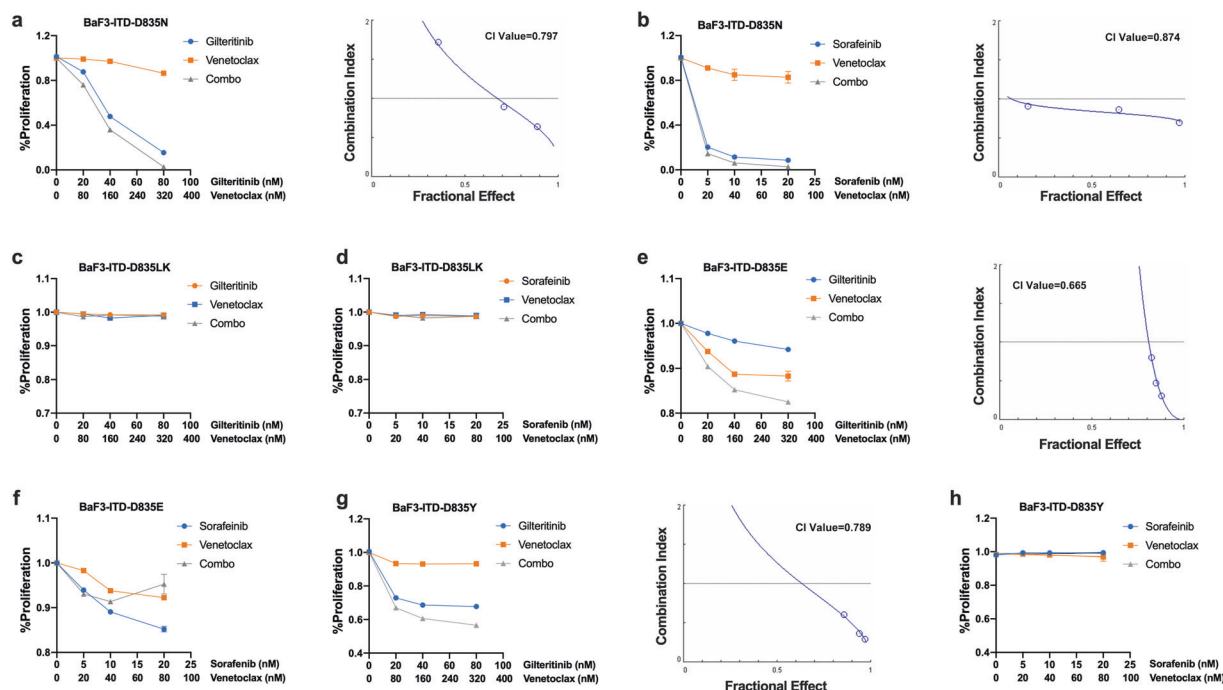 a
BaF3-ITD-D835N
%Proliferation
1.2
0.8
0.4
0.0
Gilteritinib
Venetoclax
Combo
0 20 40 60 80 100 Gilteritinib (nM)
0 80 160 240 320 400 Venetoclax (nM)
Combination Index
2
1
0
CI Value=0.797
0 0.5 1
Fractional Effect
b
BaF3-ITD-D835N
%Proliferation
1.2
0.8
0.4
0.0
Sorafeinib
Venetoclax
Combo
0 5 10 15 20 25 Sorafenib (nM)
0 20 40 60 80 100 Venetoclax (nM)
Combination Index
2
1
0
CI Value=0.874
0 0.5 1
Fractional Effect
c
BaF3-ITD-D835LK
%Proliferation
1.1
1.0
0.9
0.8
0.7
Gilteritinib
Venetoclax
Combo
0 20 40 60 80 100 Gilteritinib (nM)
0 80 160 240 320 400 Venetoclax (nM)
d
BaF3-ITD-D835LK
%Proliferation
1.1
1.0
0.9
0.8
0.7
Sorafeinib
Venetoclax
Combo
0 5 10 15 20 25 Sorafenib (nM)
0 20 40 60 80 100 Venetoclax (nM)
e
BaF3-ITD-D835E
%Proliferation
1.1
1.0
0.9
0.8
0.7
Gilteritinib
Venetoclax
Combo
0 20 40 60 80 100 Gilteritinib (nM)
0 80 160 240 320 400 Venetoclax (nM)
Combination Index
2
1
0
CI Value=0.665
0 0.5 1
Fractional Effect
f
BaF3-ITD-D835E
%Proliferation
1.1
1.0
0.9
0.8
Sorafeinib
Venetoclax
Combo
0 5 10 15 20 25 Sorafenib (nM)
0 20 40 60 80 100 Venetoclax (nM)
g
BaF3-ITD-D835Y
%Proliferation
1.2
1.0
0.8
0.6
0.4
Gilteritinib
Venetoclax
Combo
0 20 40 60 80 100 Gilteritinib (nM)
0 80 160 240 320 400 Venetoclax (nM)
Combination Index
2
1
0
CI Value=0.789
0 0.5 1
Fractional Effect
h
BaF3-ITD-D835Y
%Proliferation
1.2
1.0
0.8
0.6
0.4
Sorafeinib
Venetoclax
Combo
0 5 10 15 20 25 Sorafenib (nM)
0 20 40 60 80 100 Venetoclax (nM)